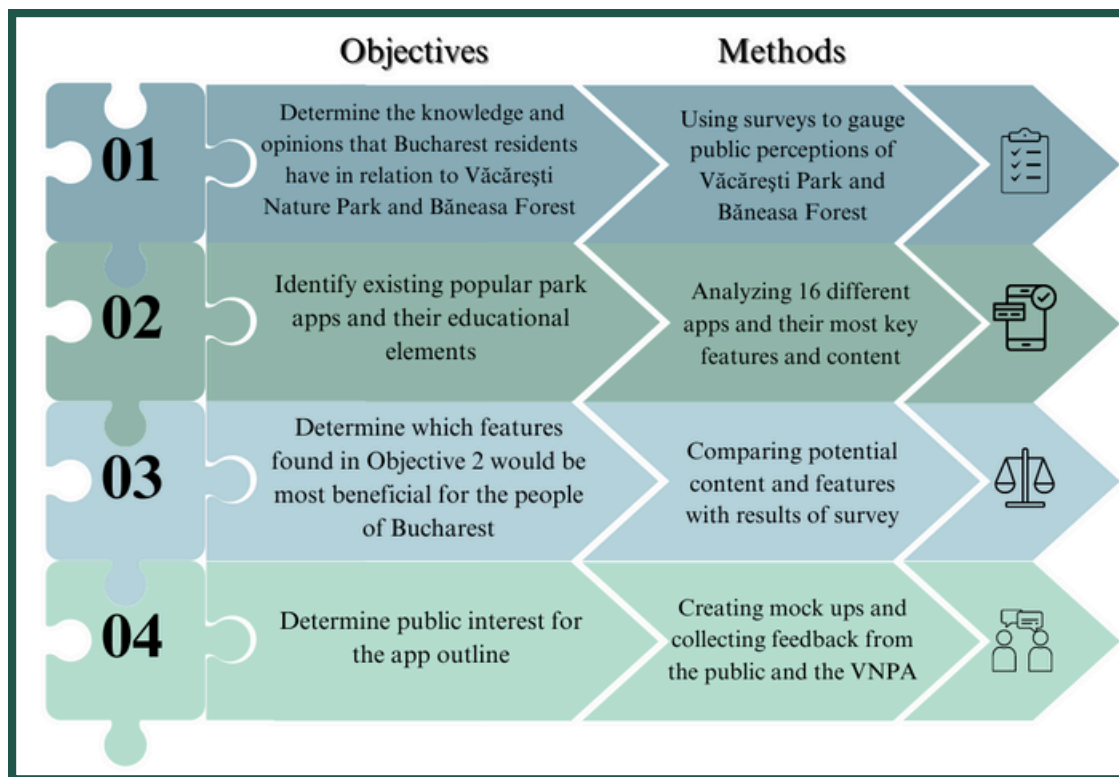 Objectives
Methods
01
Determine the knowledge and
opinions that Bucharest residents
have in relation to Văcărești
Nature Park and Băneasa Forest
Using surveys to gauge
public perceptions of
Văcărești Park and
Băneasa Forest
02
Identify existing popular park
apps and their educational
elements
Analyzing 16 different
apps and their most key
features and content
03
Determine which features
found in Objective 2 would be
most beneficial for the people
of Bucharest
Comparing potential
content and features
with results of survey
04
Determine public interest for
the app outline
Creating mock ups and
collecting feedback from
the public and the VNPA